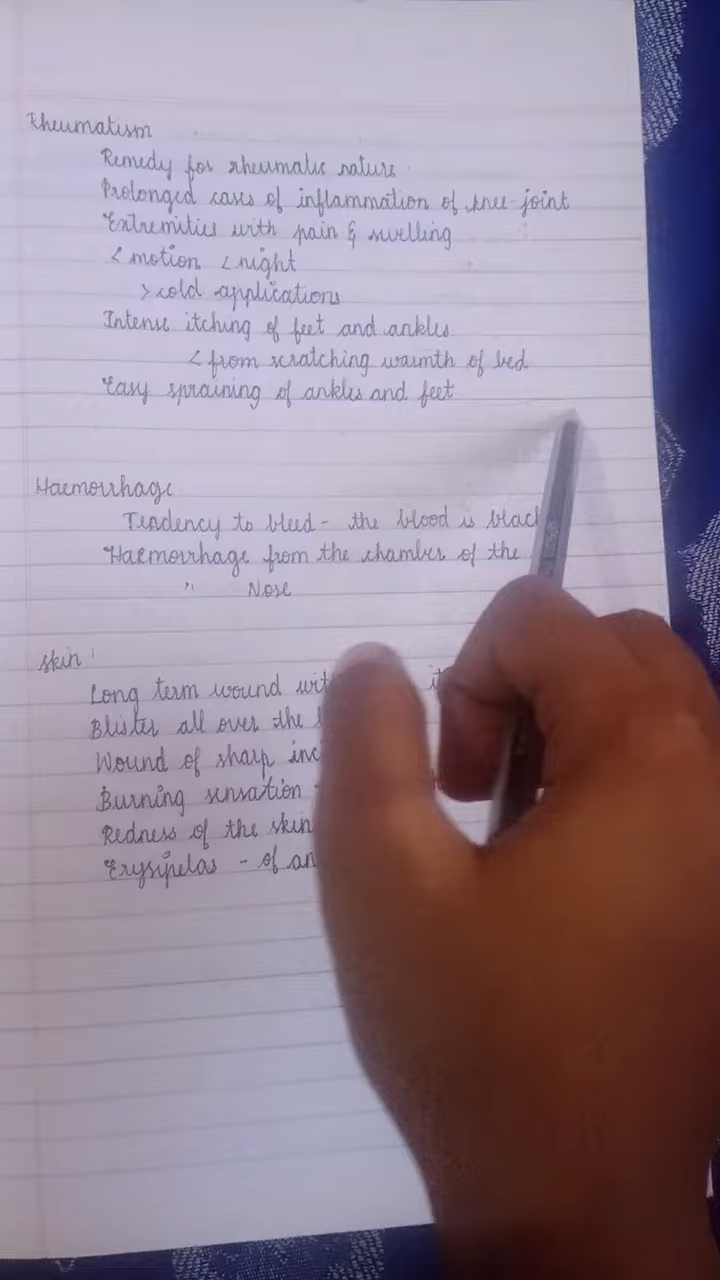 Rheumatism
Remedy for rheumatic nature
Prolonged cases of inflammation of knee-joint
Extremities with pain & swelling
< motion < night
> cold applications
Intense itching of feet and ankles
< from scratching warmth of bed
Easy spraining of ankles and feet
Haemorrhage
Tendency to bleed - the blood is
Haemorrhage from the chamber of the
" Nose
Skin :
Long term wound
Blister all over the
Wound of sharp
Burning sensation
Redness of the skin
Erysipelas - of